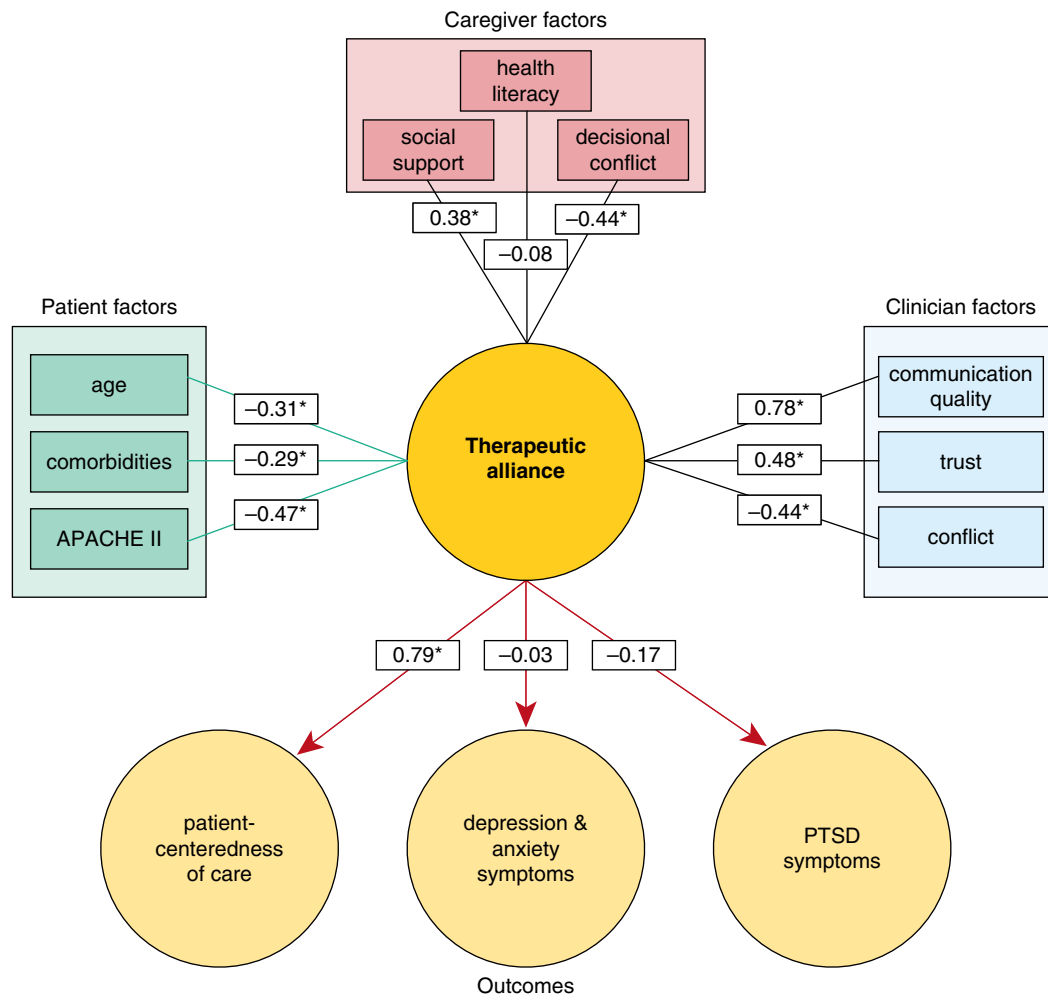 Caregiver factors
health
literacy
social
support
decisional
conflict
0.38*
–0.08
–0.44*
Patient factors
age
comorbidities
APACHE II
–0.31*
–0.29*
–0.47*
Therapeutic
alliance
Clinician factors
communication
quality
trust
conflict
0.78*
0.48*
–0.44*
0.79*
–0.03
–0.17
patient-
centeredness
of care
depression &
anxiety
symptoms
PTSD
symptoms
Outcomes